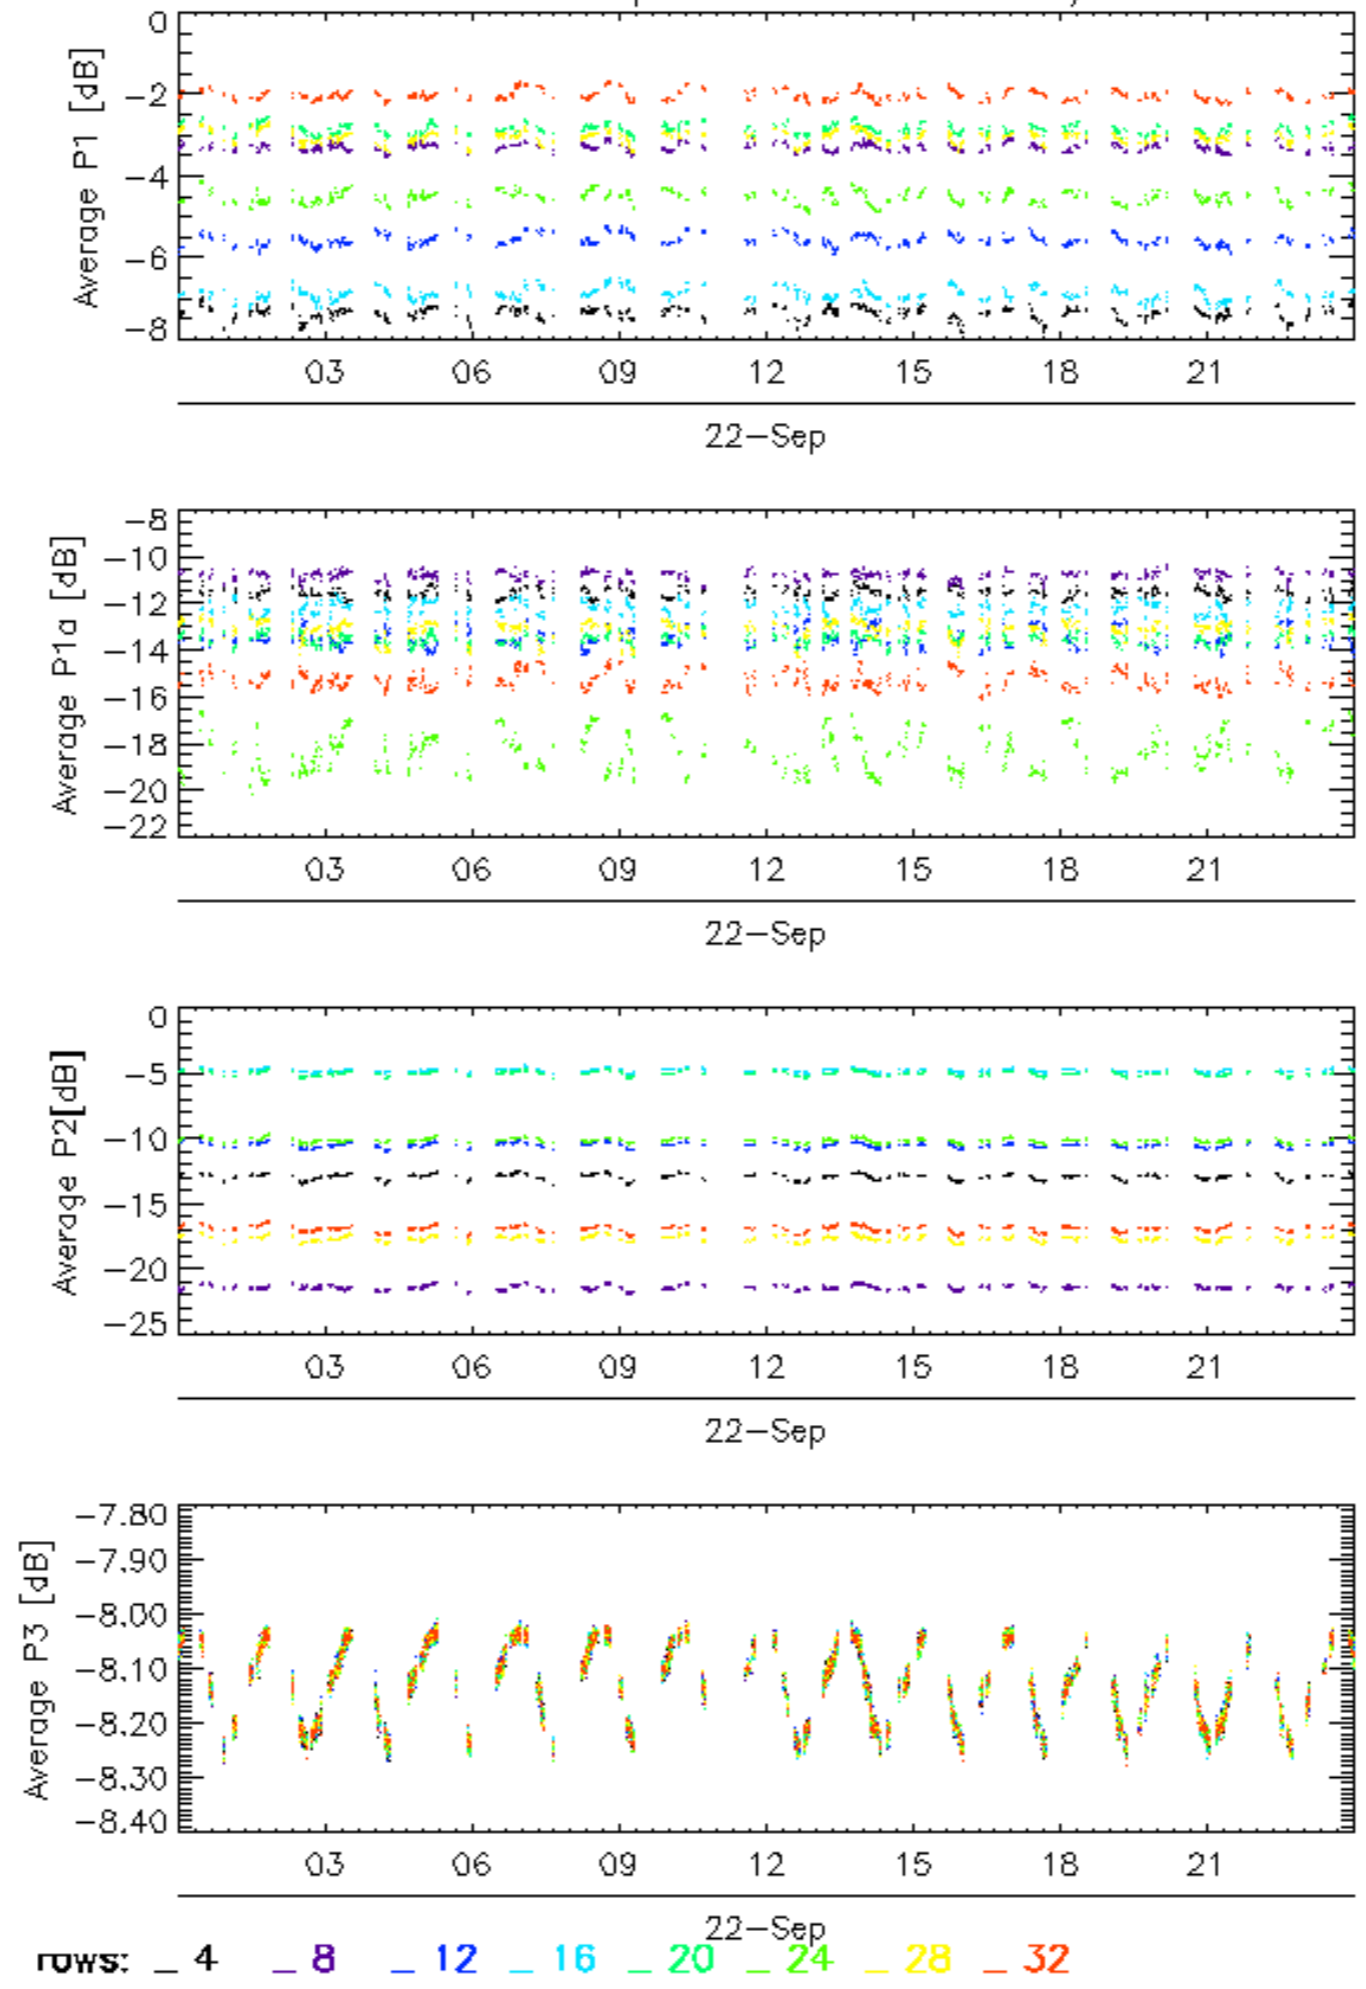 Average P1 [dB]
0
−2
−4
−6
−8
03 06 09 12 15 18 21
22−Sep
Average P1a [dB]
−8
−10
−12
−14
−16
−18
−20
−22
03 06 09 12 15 18 21
22−Sep
Average P2[dB]
0
−5
−10
−15
−20
−25
03 06 09 12 15 18 21
22−Sep
Average P3 [dB]
−7.80
−7.90
−8.00
−8.10
−8.20
−8.30
−8.40
03 06 09 12 15 18 21
22−Sep
rows: _ 4 _ 8 _ 12 _ 16 _ 20 _ 24 _ 28 _ 32